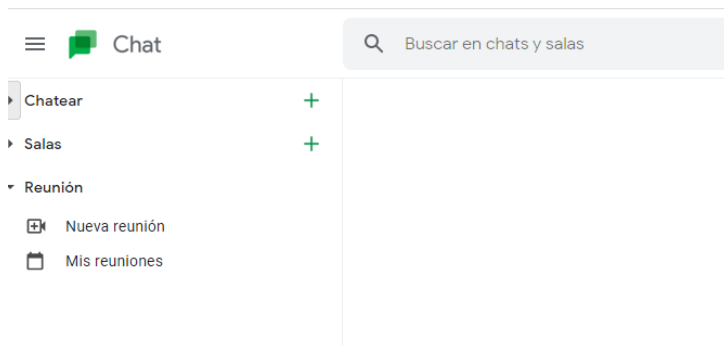 Chat
Buscar en chats y salas
Chatear
Salas
Reunión
Nueva reunión
Mis reuniones